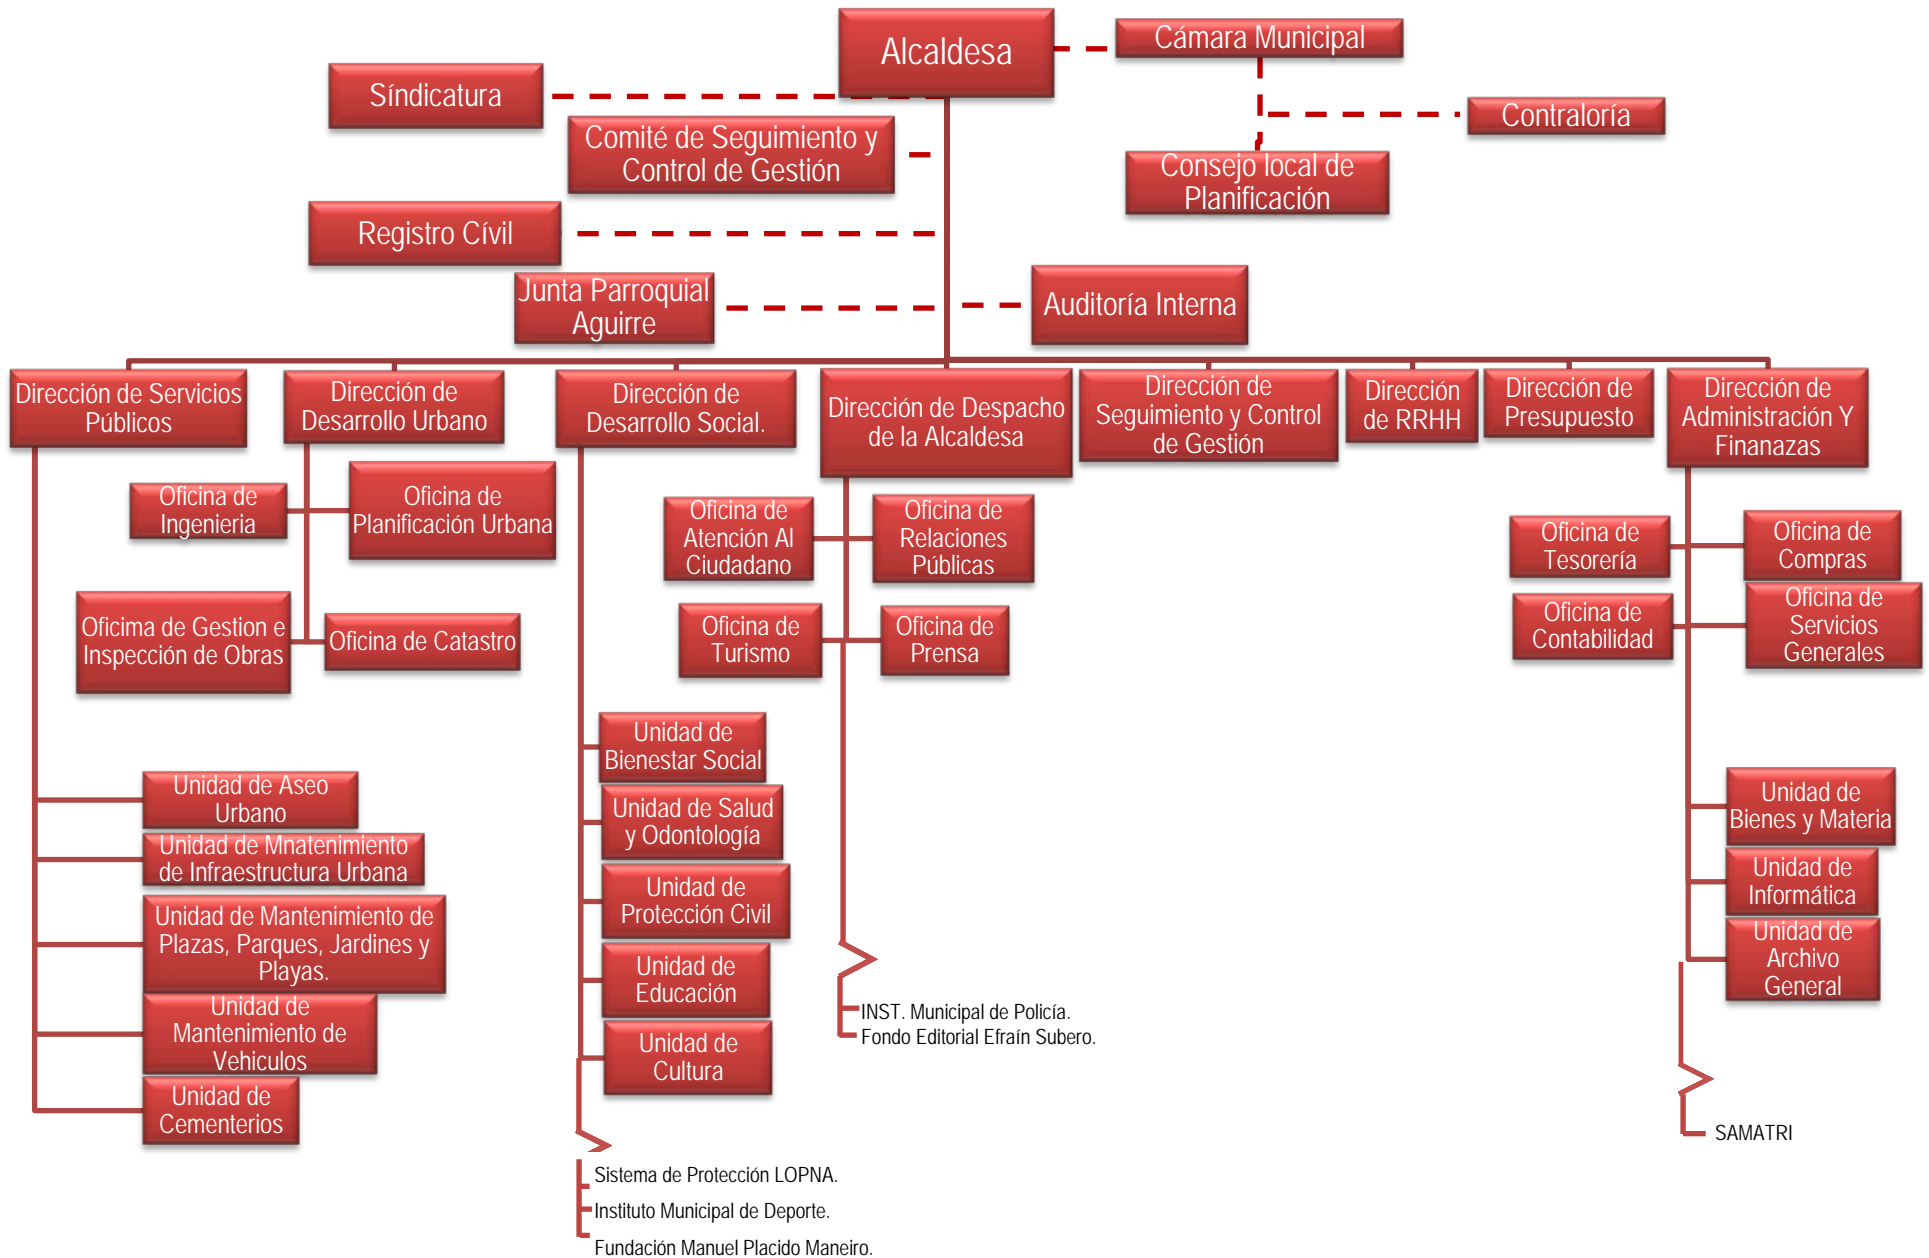 Alcaldesa
Cámara Municipal
Síndicatura
Contraloría
Comité de Seguimiento y
Control de Gestión
Consejo local de
Planificación
Registro Cívil
Junta Parroquial
Aguirre
Auditoría Interna
Dirección de Servicios
Públicos
Dirección de
Desarrollo Urbano
Dirección de
Desarrollo Social.
Dirección de Despacho
de la Alcaldesa
Dirección de
Seguimiento y Control
de Gestión
Dirección
de RRHH
Dirección de
Presupuesto
Dirección de
Administración Y
Finanazas
Oficina de
Ingenieria
Oficina de
Planificación Urbana
Oficima de Gestion e
Inspección de Obras
Oficina de Catastro
Oficina de
Atención Al
Ciudadano
Oficina de
Relaciones
Públicas
Oficina de
Turismo
Oficina de
Prensa
Oficina de
Tesorería
Oficina de
Compras
Oficina de
Contabilidad
Oficina de
Servicios
Generales
Unidad de Aseo
Urbano
Unidad de Mnatenimiento
de Infraestructura Urbana
Unidad de Mantenimiento de
Plazas, Parques, Jardines y
Playas.
Unidad de
Mantenimiento de
Vehiculos
Unidad de
Cementerios
Unidad de
Bienestar Social
Unidad de Salud
y Odontología
Unidad de
Protección Civil
Unidad de
Educación
Unidad de
Cultura
Sistema de Protección LOPNA.
Instituto Municipal de Deporte.
Fundación Manuel Placido Maneiro.
INST. Municipal de Policía.
Fondo Editorial Efraín Subero.
Unidad de
Bienes y Materia
Unidad de
Informática
Unidad de
Archivo
General
SAMATRI